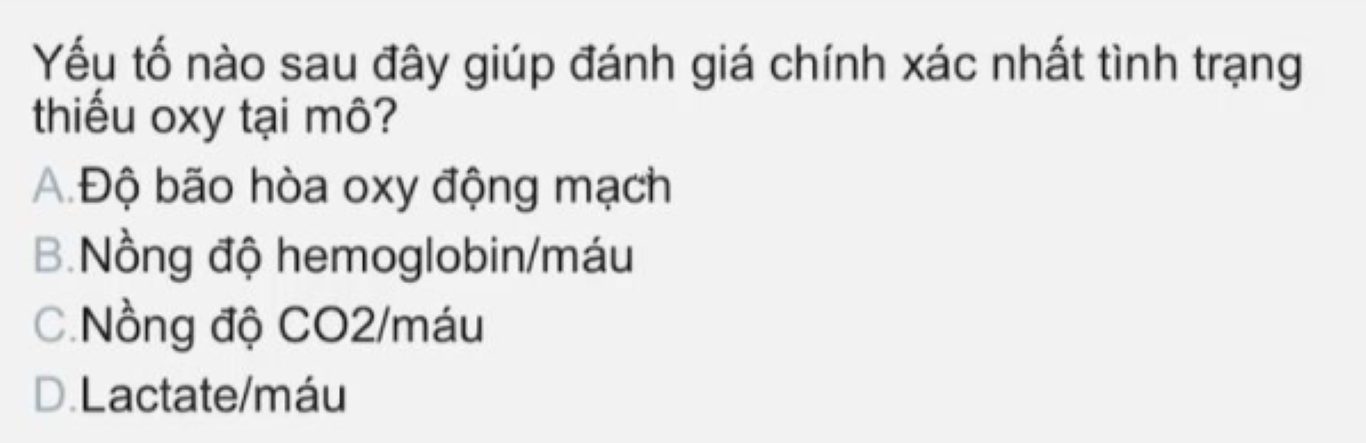 Yếu tố nào sau đây giúp đánh giá chính xác nhất tình trạng
thiếu oxy tại mô?
A.Độ bão hòa oxy động mạch
B.Nồng độ hemoglobin/máu
C.Nồng độ CO2/máu
D.Lactate/máu